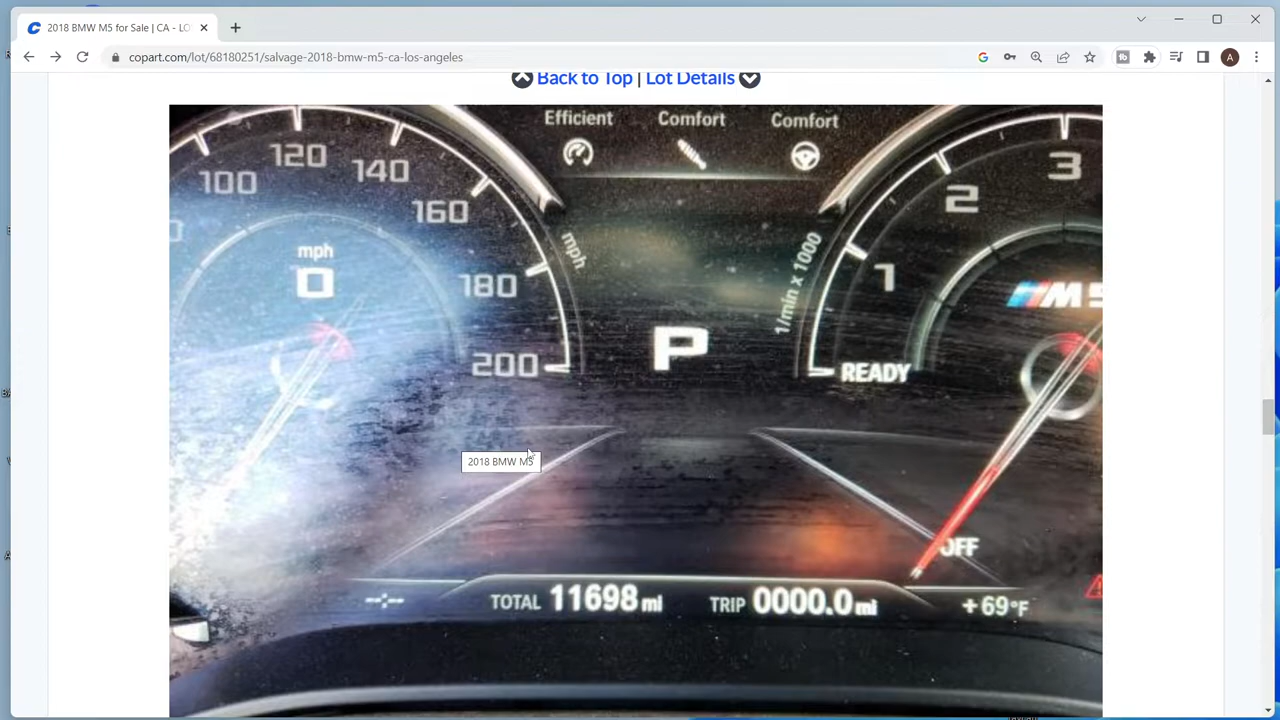 2018 BMW M5 for Sale | CA - LO
copart.com/lot/68180251/salvage-2018-bmw-m5-ca-los-angeles
A
Back to Top | Lot Details
Efficient Comfort Comfort
100 120 140 160 180 200
mph
0
mph
P
1/min x 1000
READY 1 2 3
M5
OFF
2018 BMW M5
--:-- TOTAL 11698 mi TRIP 0000.0 mi +69°F